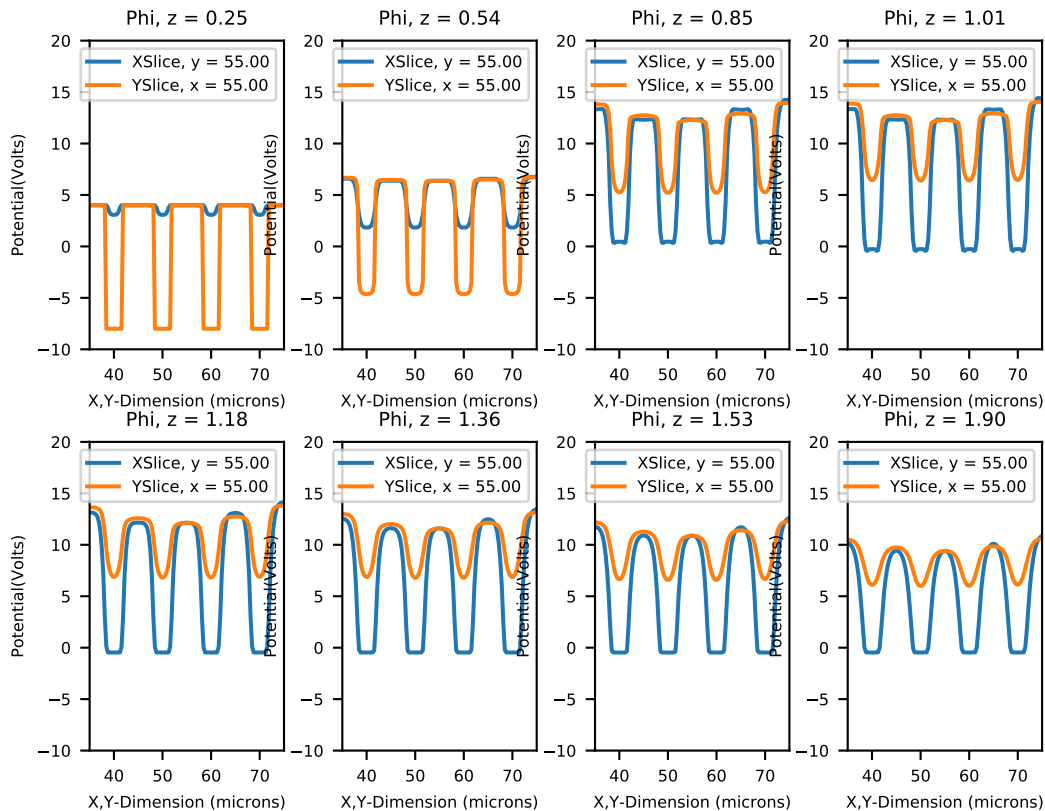 Phi, z = 0.25
Phi, z = 0.54
Phi, z = 0.85
Phi, z = 1.01
20
15
10
5
0
−5
−10
Potential(Volts)
XSlice, y = 55.00
YSlice, x = 55.00
40 50 60 70
X,Y-Dimension (microns)
20
15
10
5
0
−5
−10
Potential(Volts)
XSlice, y = 55.00
YSlice, x = 55.00
40 50 60 70
X,Y-Dimension (microns)
20
15
10
5
0
−5
−10
Potential(Volts)
XSlice, y = 55.00
YSlice, x = 55.00
40 50 60 70
X,Y-Dimension (microns)
20
15
10
5
0
−5
−10
Potential(Volts)
XSlice, y = 55.00
YSlice, x = 55.00
40 50 60 70
X,Y-Dimension (microns)
Phi, z = 1.18
Phi, z = 1.36
Phi, z = 1.53
Phi, z = 1.90
20
15
10
5
0
−5
−10
Potential(Volts)
XSlice, y = 55.00
YSlice, x = 55.00
40 50 60 70
X,Y-Dimension (microns)
20
15
10
5
0
−5
−10
Potential(Volts)
XSlice, y = 55.00
YSlice, x = 55.00
40 50 60 70
X,Y-Dimension (microns)
20
15
10
5
0
−5
−10
Potential(Volts)
XSlice, y = 55.00
YSlice, x = 55.00
40 50 60 70
X,Y-Dimension (microns)
20
15
10
5
0
−5
−10
Potential(Volts)
XSlice, y = 55.00
YSlice, x = 55.00
40 50 60 70
X,Y-Dimension (microns)